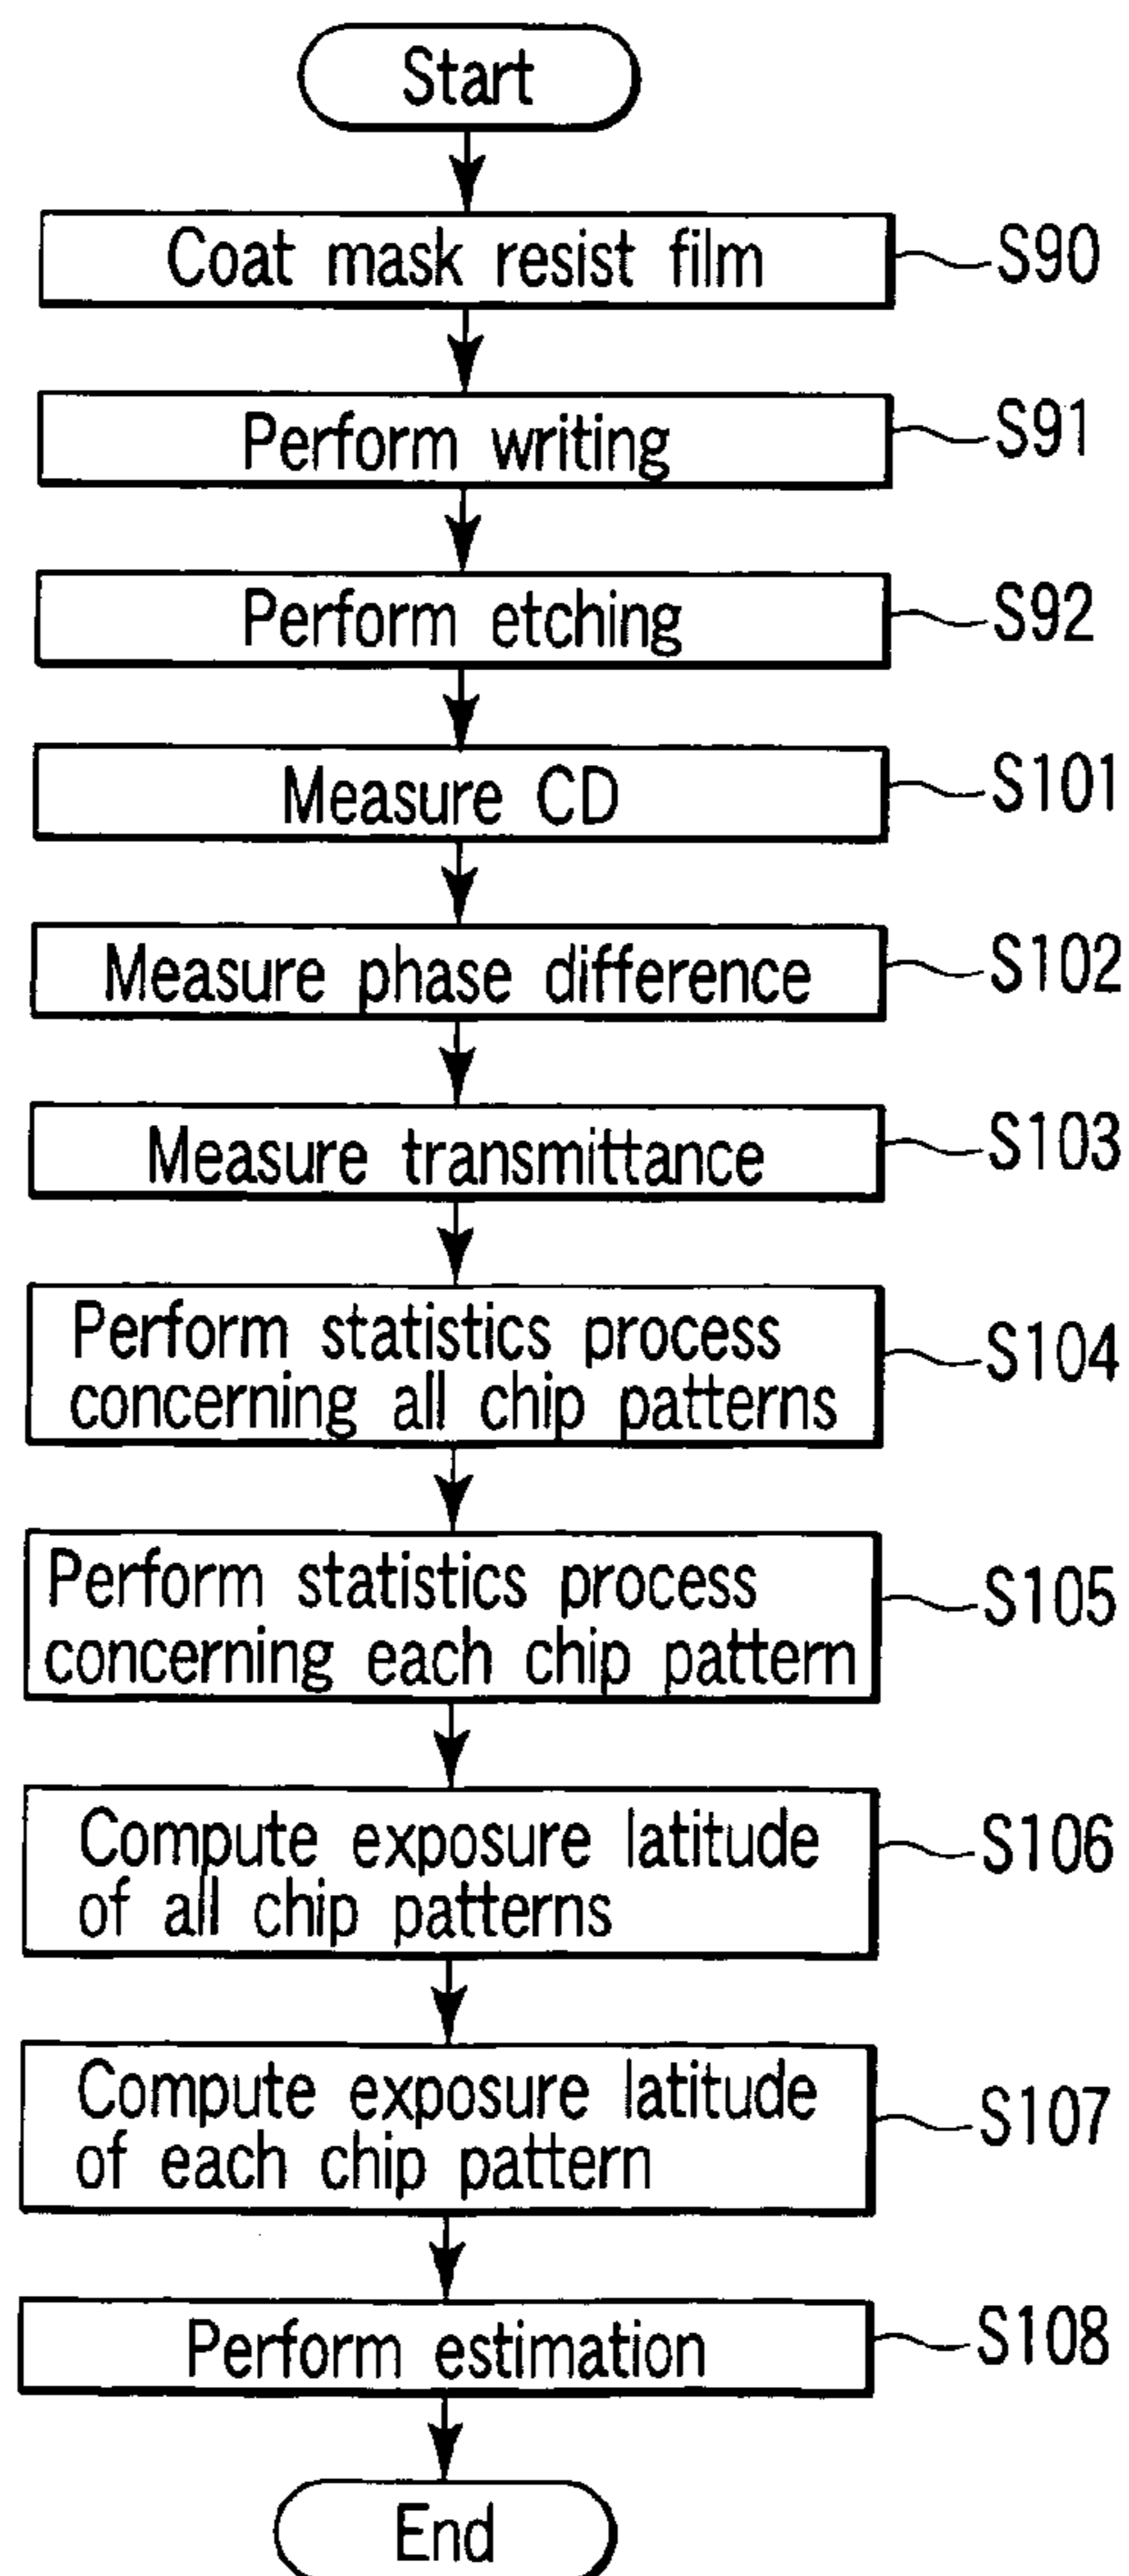 Start
Coat mask resist film
S90
Perform writing
S91
Perform etching
S92
Measure CD
S101
Measure phase difference
S102
Measure transmittance
S103
Perform statistics process
concerning all chip patterns
S104
Perform statistics process
concerning each chip pattern
S105
Compute exposure latitude
of all chip patterns
S106
Compute exposure latitude
of each chip pattern
S107
Perform estimation
S108
End